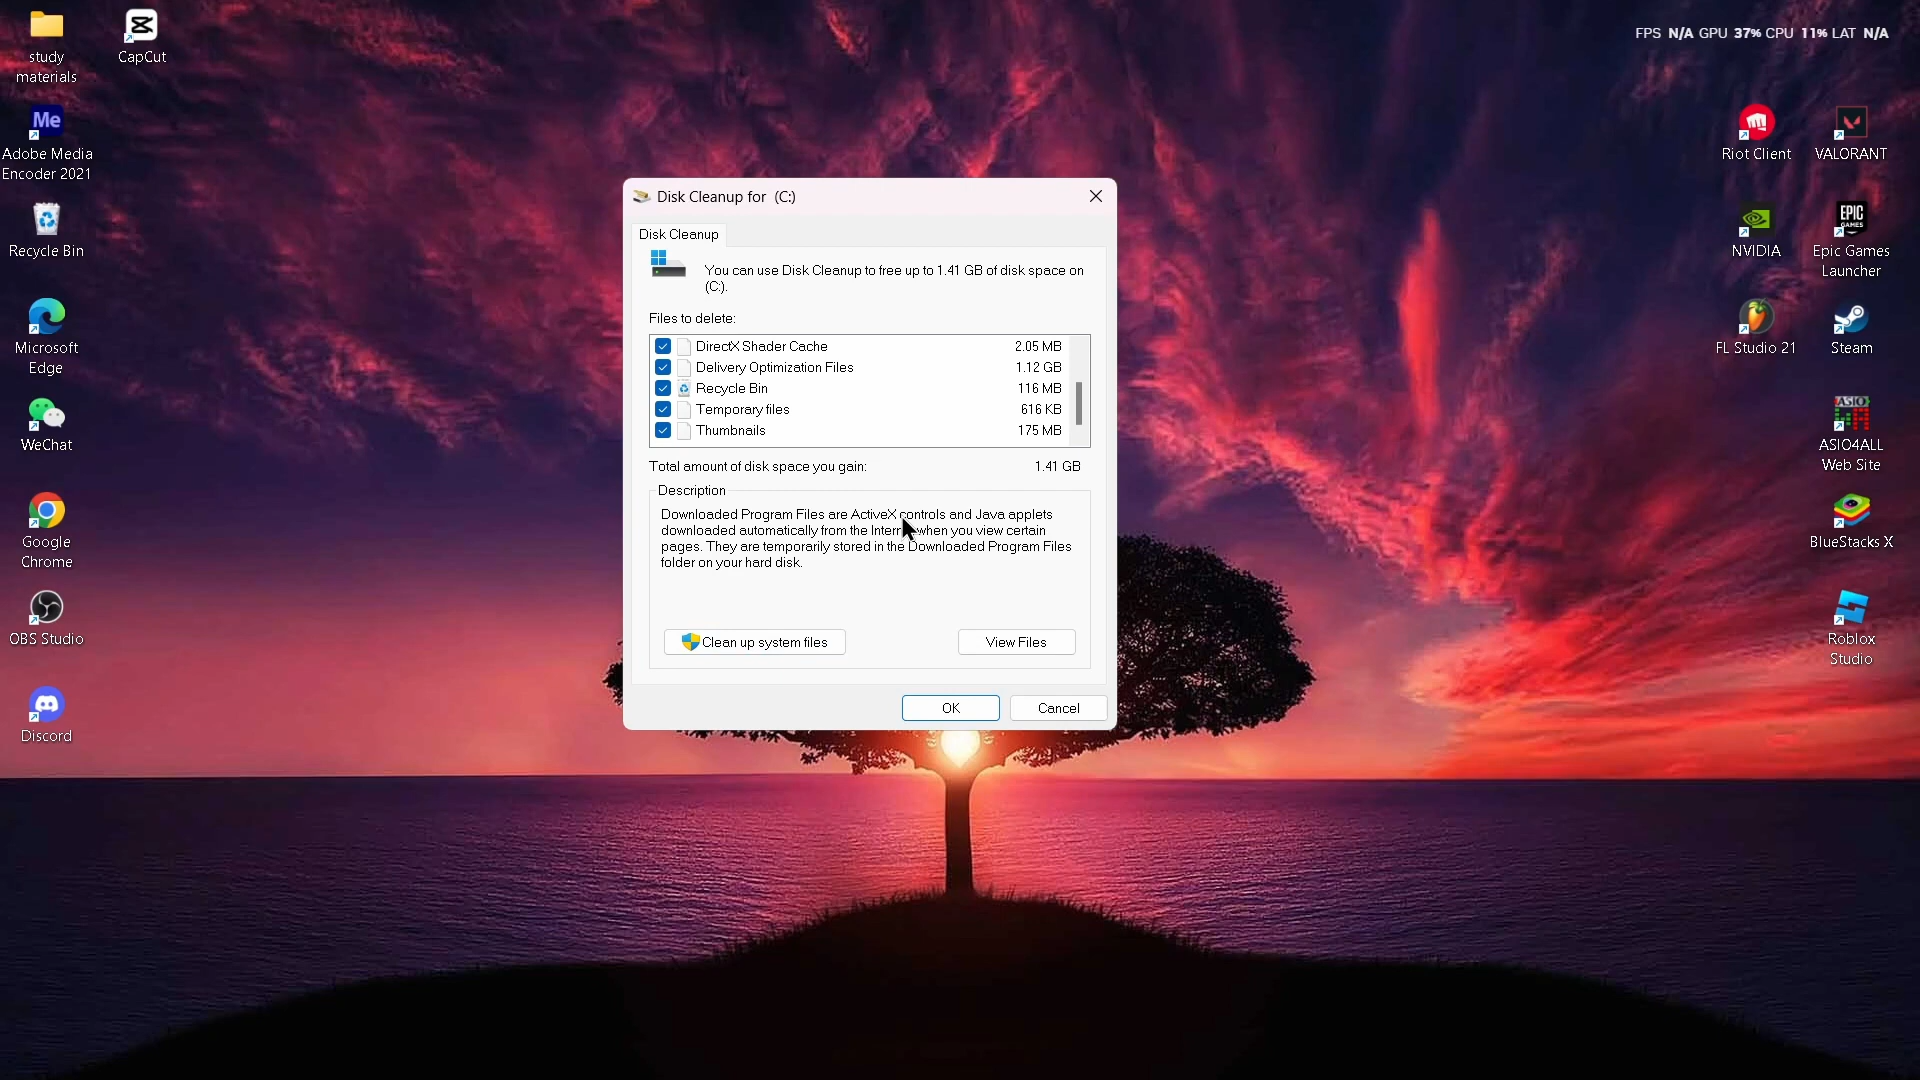 study
materials
CapCut
Me
Adobe Media
Encoder 2021
Recycle Bin
Microsoft
Edge
WeChat
Google
Chrome
OBS Studio
Discord
FPS N/A GPU 37% CPU 11% LAT N/A
Riot Client
VALORANT
NVIDIA
EPIC
GAMES
Epic Games
Launcher
FL Studio 21
Steam
ASIO
ASIO4ALL
Web Site
BlueStacks X
Roblox
Studio
Disk Cleanup for (C:)
Disk Cleanup
You can use Disk Cleanup to free up to 1.41 GB of disk space on
(C:).
Files to delete:
DirectX Shader Cache 2.05 MB
Delivery Optimization Files 1.12 GB
Recycle Bin 116 MB
Temporary files 616 KB
Thumbnails 175 MB
Total amount of disk space you gain: 1.41 GB
Description
Downloaded Program Files are ActiveX controls and Java applets
downloaded automatically from the Internet when you view certain
pages. They are temporarily stored in the Downloaded Program Files
folder on your hard disk.
Clean up system files
View Files
OK
Cancel